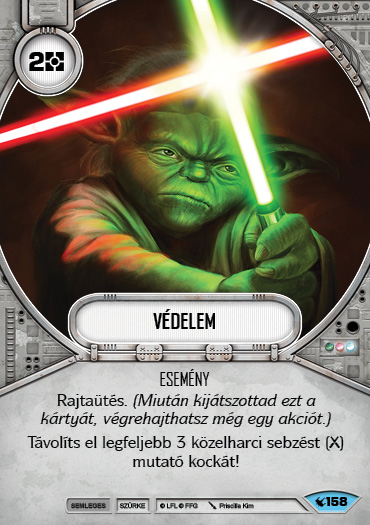 2
VÉDELEM
ESEMÉNY
Rajtaütés. (Miután kijátszottad ezt a
kártyát, végrehajthatsz még egy akciót.)
Távolíts el legfeljebb 3 közelharci sebzést (⚔)
mutató kockát!
SEMLEGES SZÜRKE © LFL © FFG Priscilla Kim 158